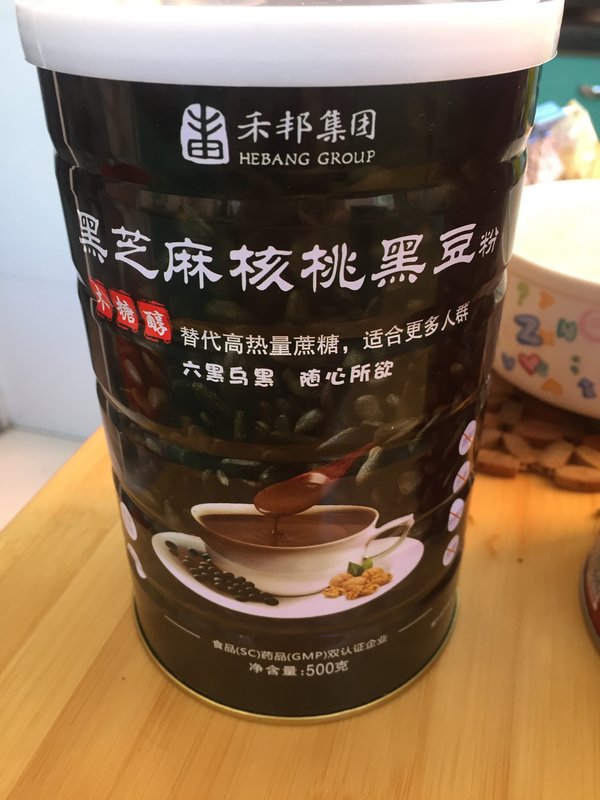 禾邦集团
HEBANG GROUP
黑芝麻核桃黑豆粉
木糖醇 替代高热量蔗糖，适合更多人群
六黑乌黑 随心所欲
食品(SC)药品(GMP)双认证企业
净含量:500克